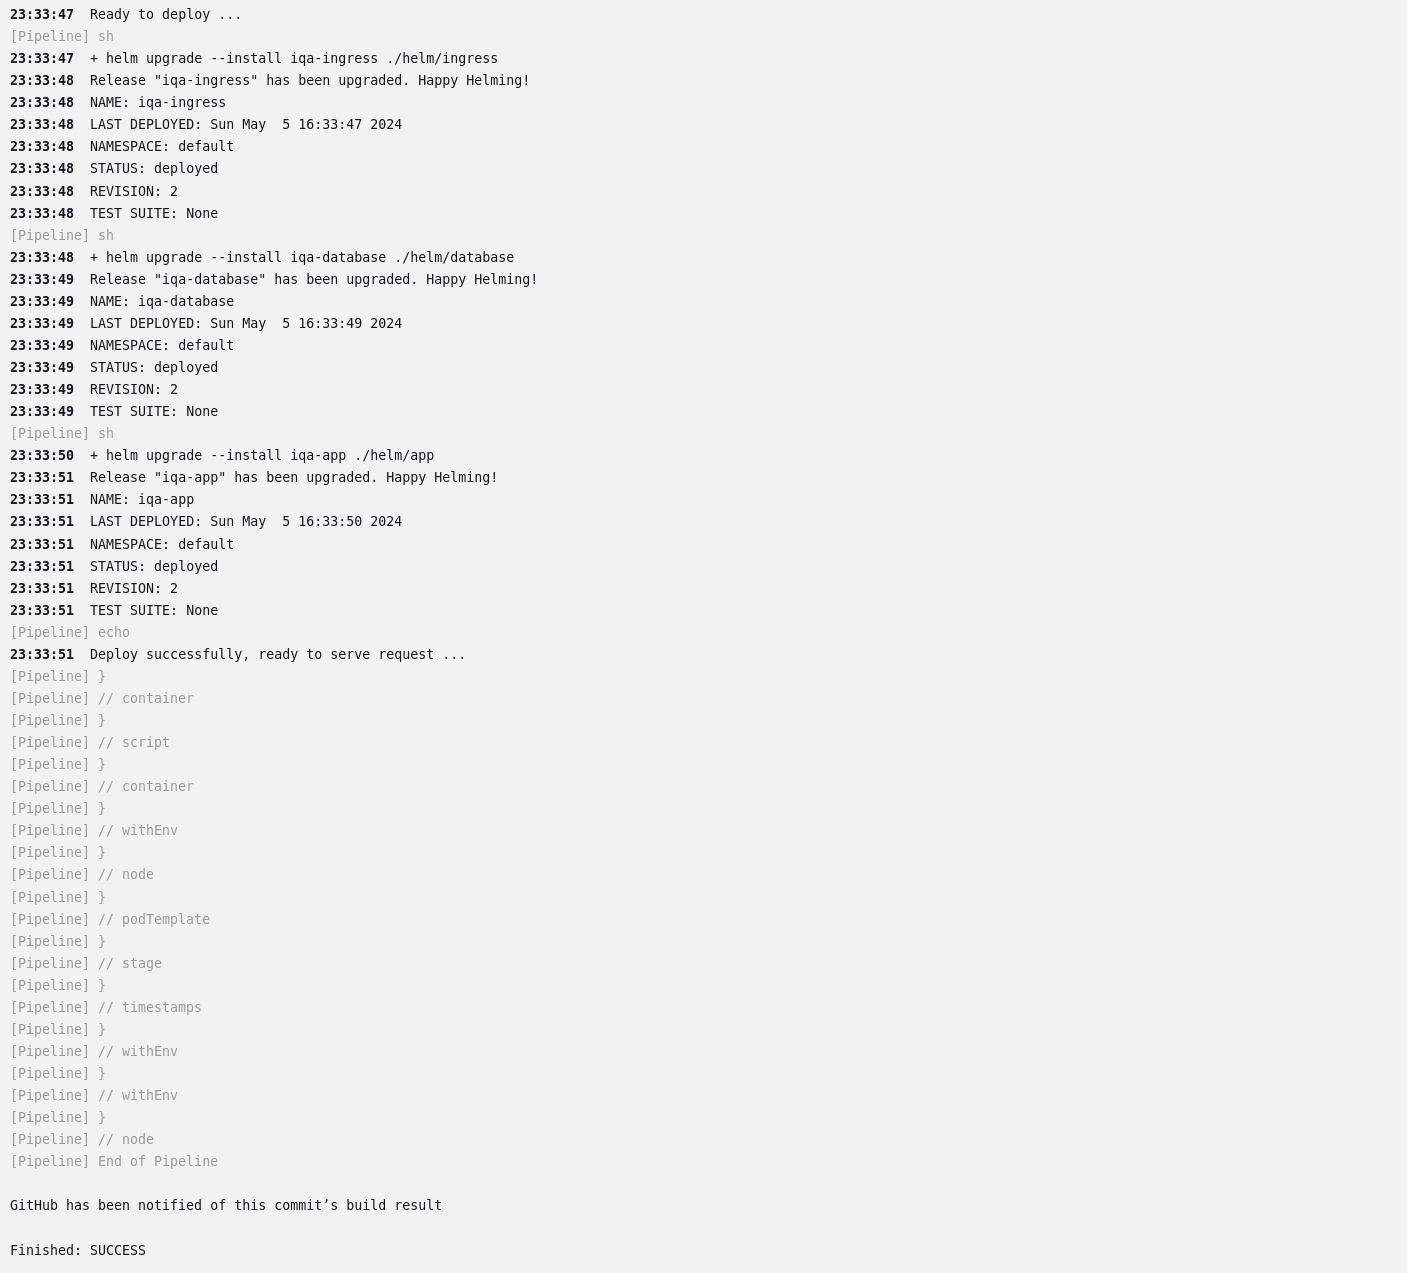 23:33:47  Ready to deploy ...
[Pipeline] sh
23:33:47  + helm upgrade --install iqa-ingress ./helm/ingress
23:33:48  Release "iqa-ingress" has been upgraded. Happy Helming!
23:33:48  NAME: iqa-ingress
23:33:48  LAST DEPLOYED: Sun May  5 16:33:47 2024
23:33:48  NAMESPACE: default
23:33:48  STATUS: deployed
23:33:48  REVISION: 2
23:33:48  TEST SUITE: None
[Pipeline] sh
23:33:48  + helm upgrade --install iqa-database ./helm/database
23:33:49  Release "iqa-database" has been upgraded. Happy Helming!
23:33:49  NAME: iqa-database
23:33:49  LAST DEPLOYED: Sun May  5 16:33:49 2024
23:33:49  NAMESPACE: default
23:33:49  STATUS: deployed
23:33:49  REVISION: 2
23:33:49  TEST SUITE: None
[Pipeline] sh
23:33:50  + helm upgrade --install iqa-app ./helm/app
23:33:51  Release "iqa-app" has been upgraded. Happy Helming!
23:33:51  NAME: iqa-app
23:33:51  LAST DEPLOYED: Sun May  5 16:33:50 2024
23:33:51  NAMESPACE: default
23:33:51  STATUS: deployed
23:33:51  REVISION: 2
23:33:51  TEST SUITE: None
[Pipeline] echo
23:33:51  Deploy successfully, ready to serve request ...
[Pipeline] }
[Pipeline] // container
[Pipeline] }
[Pipeline] // script
[Pipeline] }
[Pipeline] // container
[Pipeline] }
[Pipeline] // withEnv
[Pipeline] }
[Pipeline] // node
[Pipeline] }
[Pipeline] // podTemplate
[Pipeline] }
[Pipeline] // stage
[Pipeline] }
[Pipeline] // timestamps
[Pipeline] }
[Pipeline] // withEnv
[Pipeline] }
[Pipeline] // withEnv
[Pipeline] }
[Pipeline] // node
[Pipeline] End of Pipeline
GitHub has been notified of this commit’s build result
Finished: SUCCESS